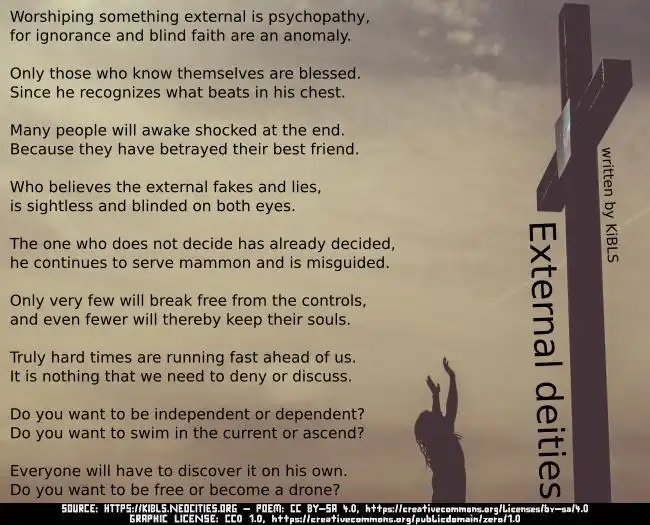 Worshiping something external is psychopathy,
for ignorance and blind faith are an anomaly.
Only those who know themselves are blessed.
Since he recognizes what beats in his chest.
Many people will awake shocked at the end.
Because they have betrayed their best friend.
Who believes the external fakes and lies,
is sightless and blinded on both eyes.
The one who does not decide has already decided,
he continues to serve mammon and is misguided.
Only very few will break free from the controls,
and even fewer will thereby keep their souls.
Truly hard times are running fast ahead of us.
It is nothing that we need to deny or discuss.
Do you want to be independent or dependent?
Do you want to swim in the current or ascend?
Everyone will have to discover it on his own.
Do you want to be free or become a drone?
External deities
written by KiBLS
SOURCE: HTTPS://KIBLS.NEOCITIES.ORG – POEM: CC BY-SA 4.0, https://creativecommons.org/licenses/by-sa/4.0
GRAPHIC LICENSE: CC0 1.0, https://creativecommons.org/publicdomain/zero/1.0